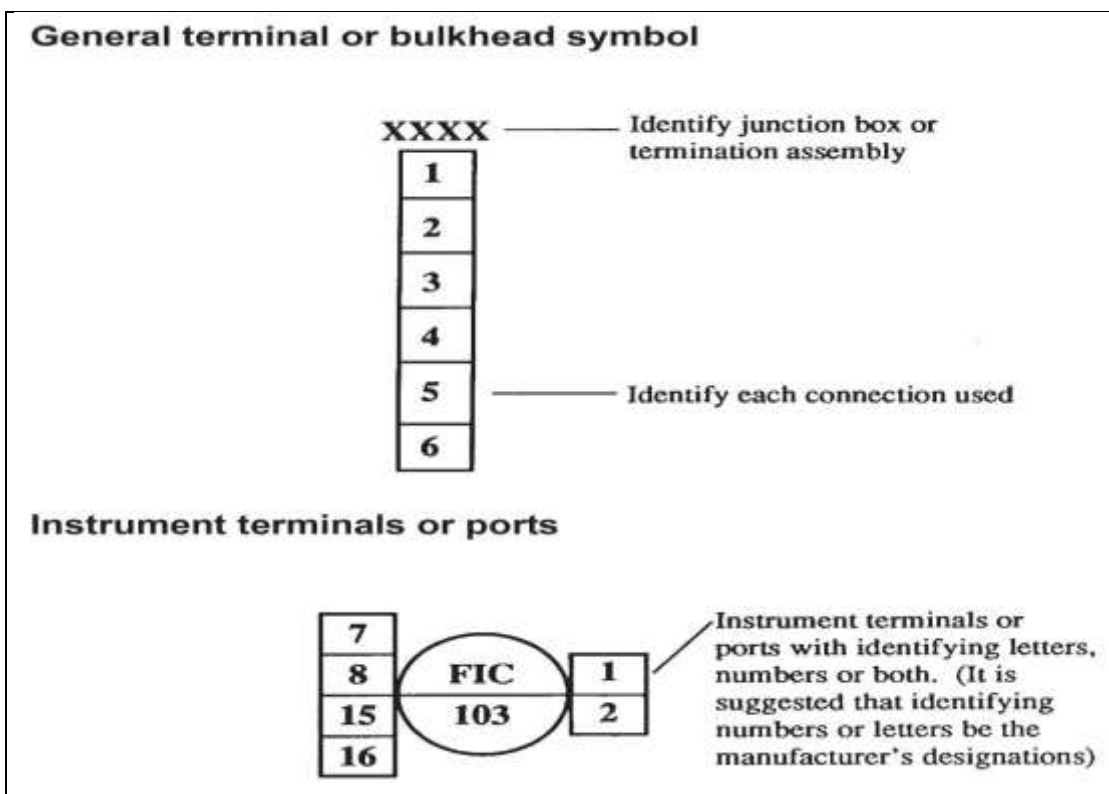 General terminal or bulkhead symbol
XXXX
Identify junction box or
termination assembly
1
2
3
4
5
Identify each connection used
6
Instrument terminals or ports
7
8
15
16
FIC
103
1
2
Instrument terminals or
ports with identifying letters,
numbers or both. (It is
suggested that identifying
numbers or letters be the
manufacturer's designations)